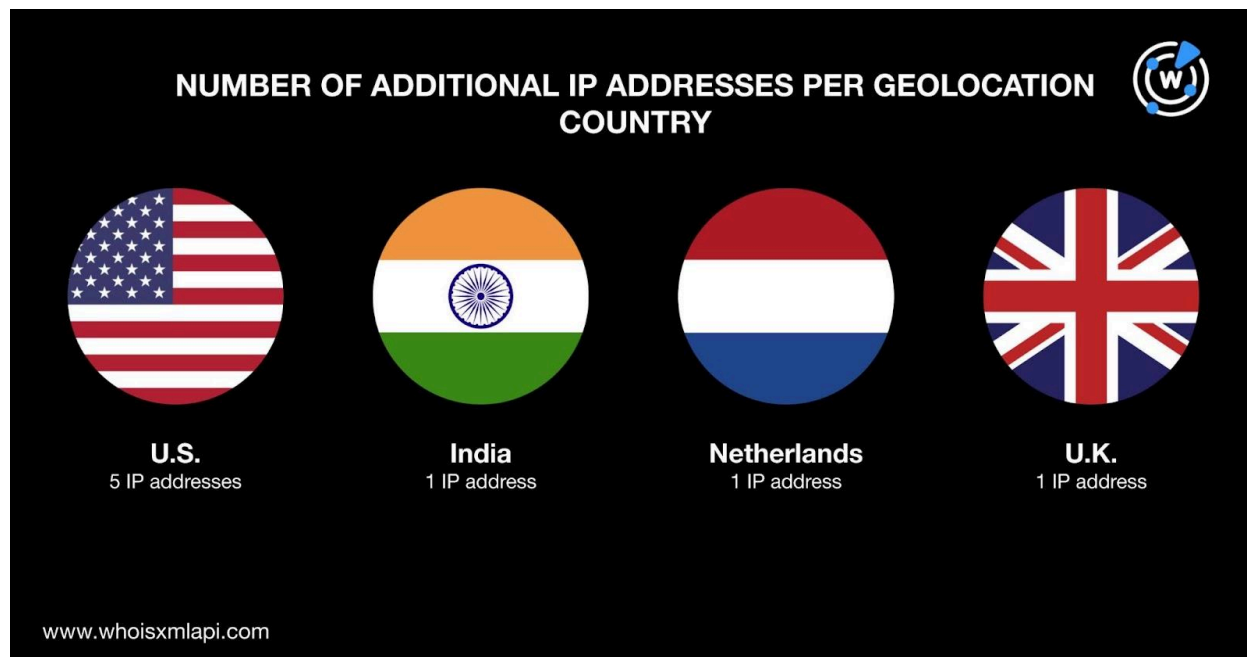 NUMBER OF ADDITIONAL IP ADDRESSES PER GEOLOCATION
COUNTRY
W
U.S.
5 IP addresses
India
1 IP address
Netherlands
1 IP address
U.K.
1 IP address
www.whoisxmlapi.com